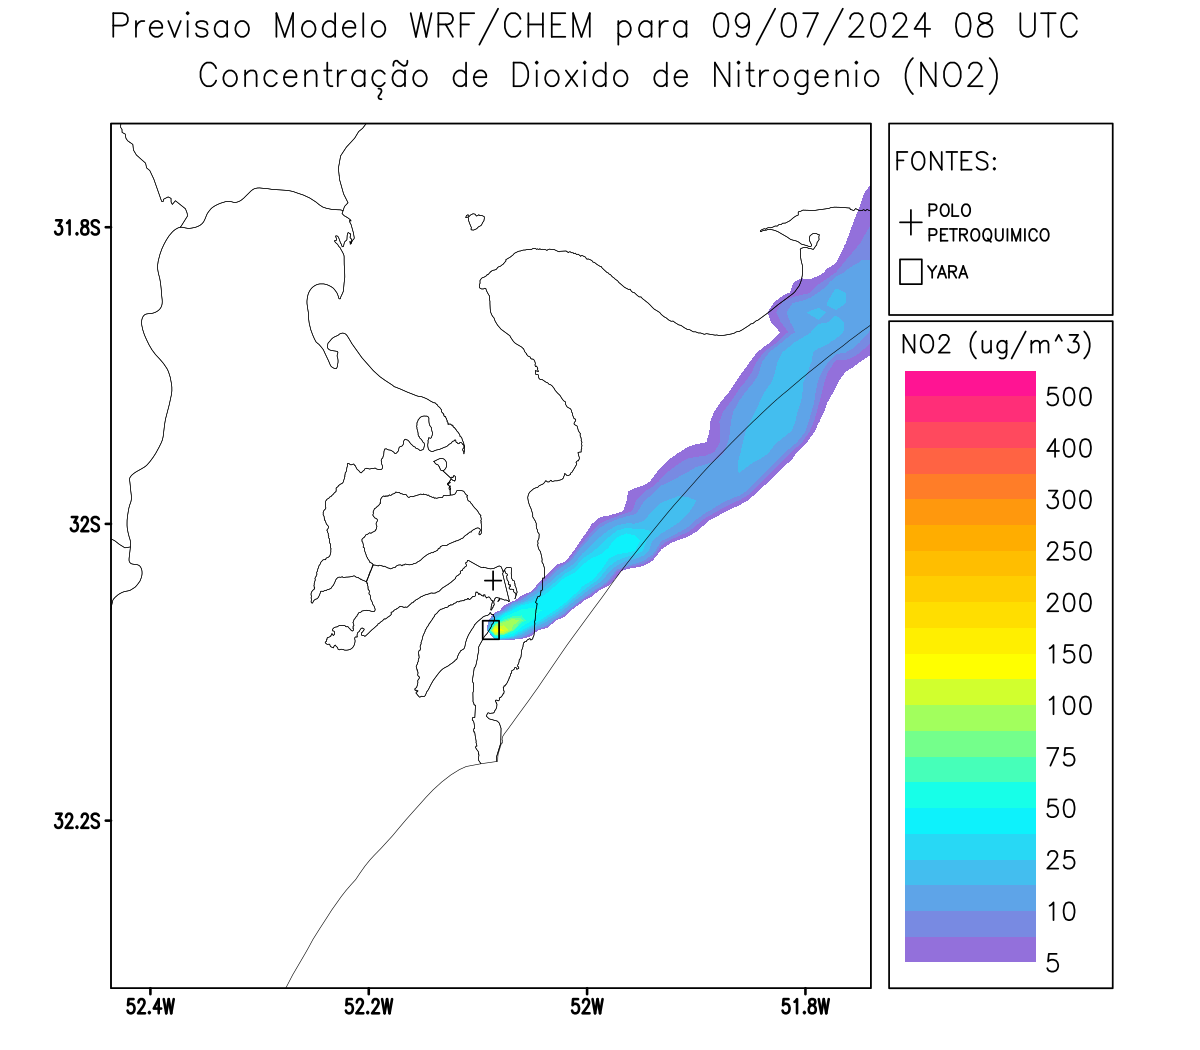 Previsao Modelo WRF/CHEM para 09/07/2024 08 UTC
Concentração de Dioxido de Nitrogenio (NO2)
FONTES:
POLO
PETROQUIMICO
YARA
31.8S
32S
32.2S
52.4W
52.2W
52W
51.8W
NO2 (ug/m^3)
500
400
300
250
200
150
100
75
50
25
10
5